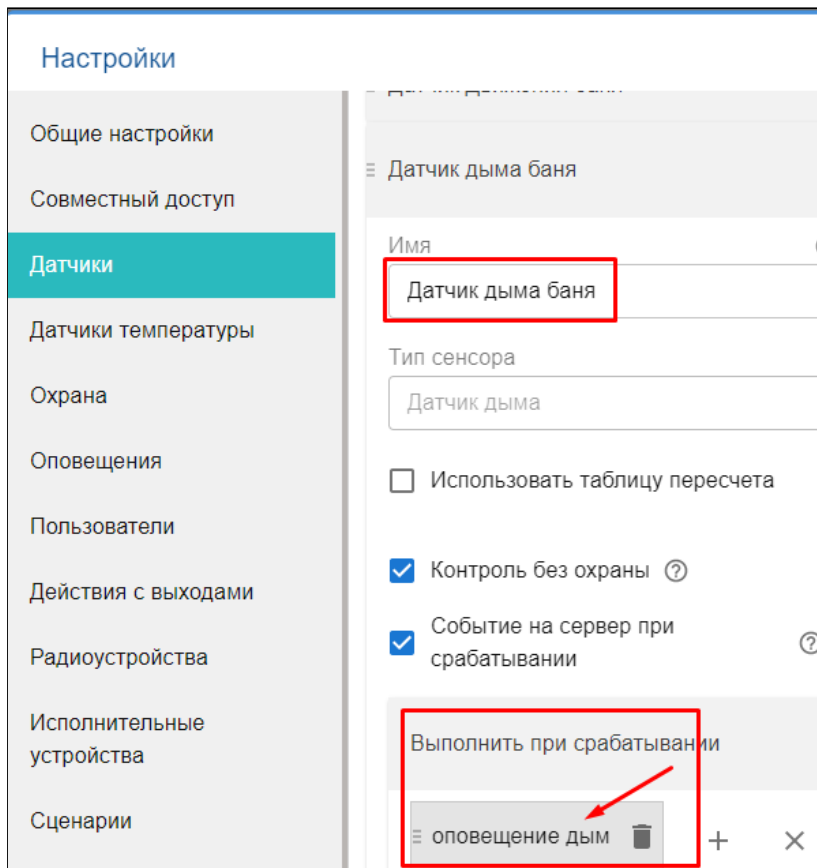 Настройки
Общие настройки
Совместный доступ
Датчики
Датчики температуры
Охрана
Оповещения
Пользователи
Действия с выходами
Радиоустройства
Исполнительные
устройства
Сценарии
Датчик дыма баня
Имя
Датчик дыма баня
Тип сенсора
Датчик дыма
Использовать таблицу пересчета
Контроль без охраны
Событие на сервер при
срабатывании
Выполнить при срабатывании
оповещение дым